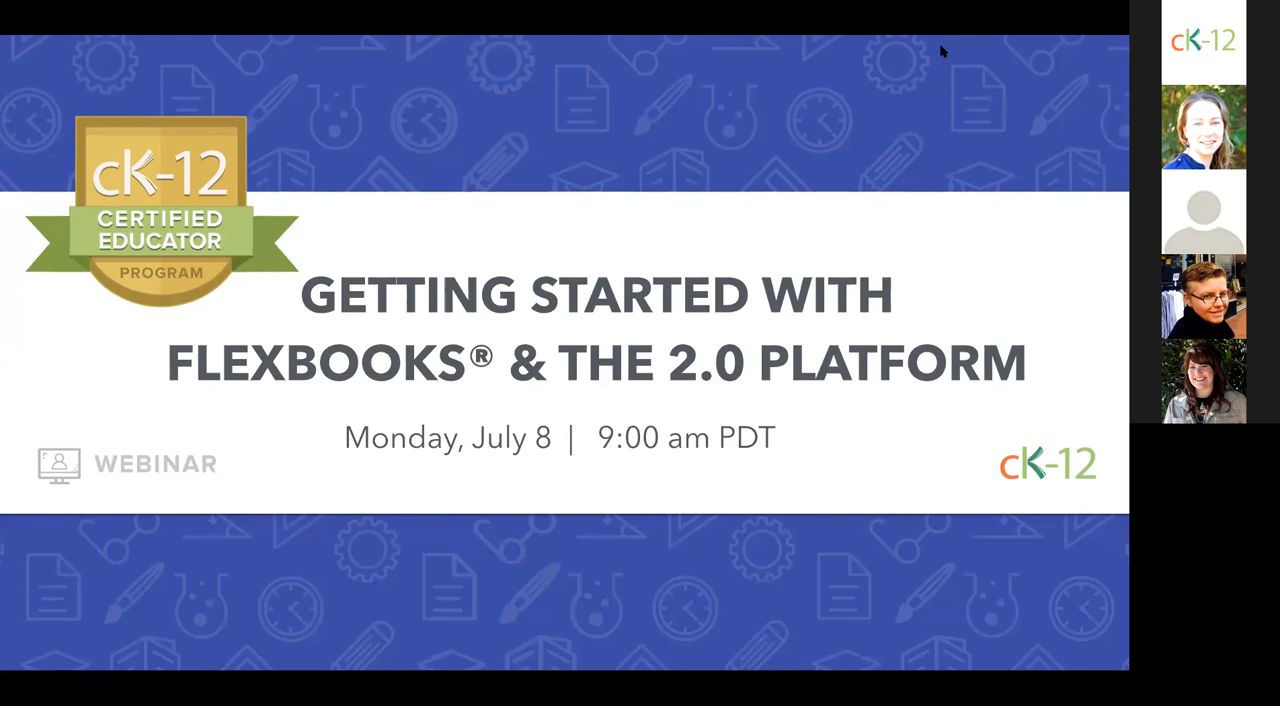 cK-12
CERTIFIED
EDUCATOR
PROGRAM
GETTING STARTED WITH
FLEXBOOKS® & THE 2.0 PLATFORM
Monday, July 8 | 9:00 am PDT
WEBINAR
cK-12
cK-12